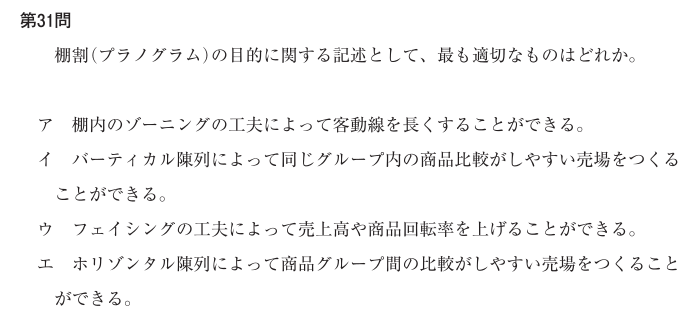 第31問
棚割(プラノグラム)の目的に関する記述として、最も適切なものはどれか。
ア 棚内のゾーニングの工夫によって客動線を長くすることができる。
イ バーティカル陳列によって同じグループ内の商品比較がしやすい売場をつくる
ことができる。
ウ フェイシングの工夫によって売上高や商品回転率を上げることができる。
エ ホリゾンタル陳列によって商品グループ間の比較がしやすい売場をつくること
ができる。